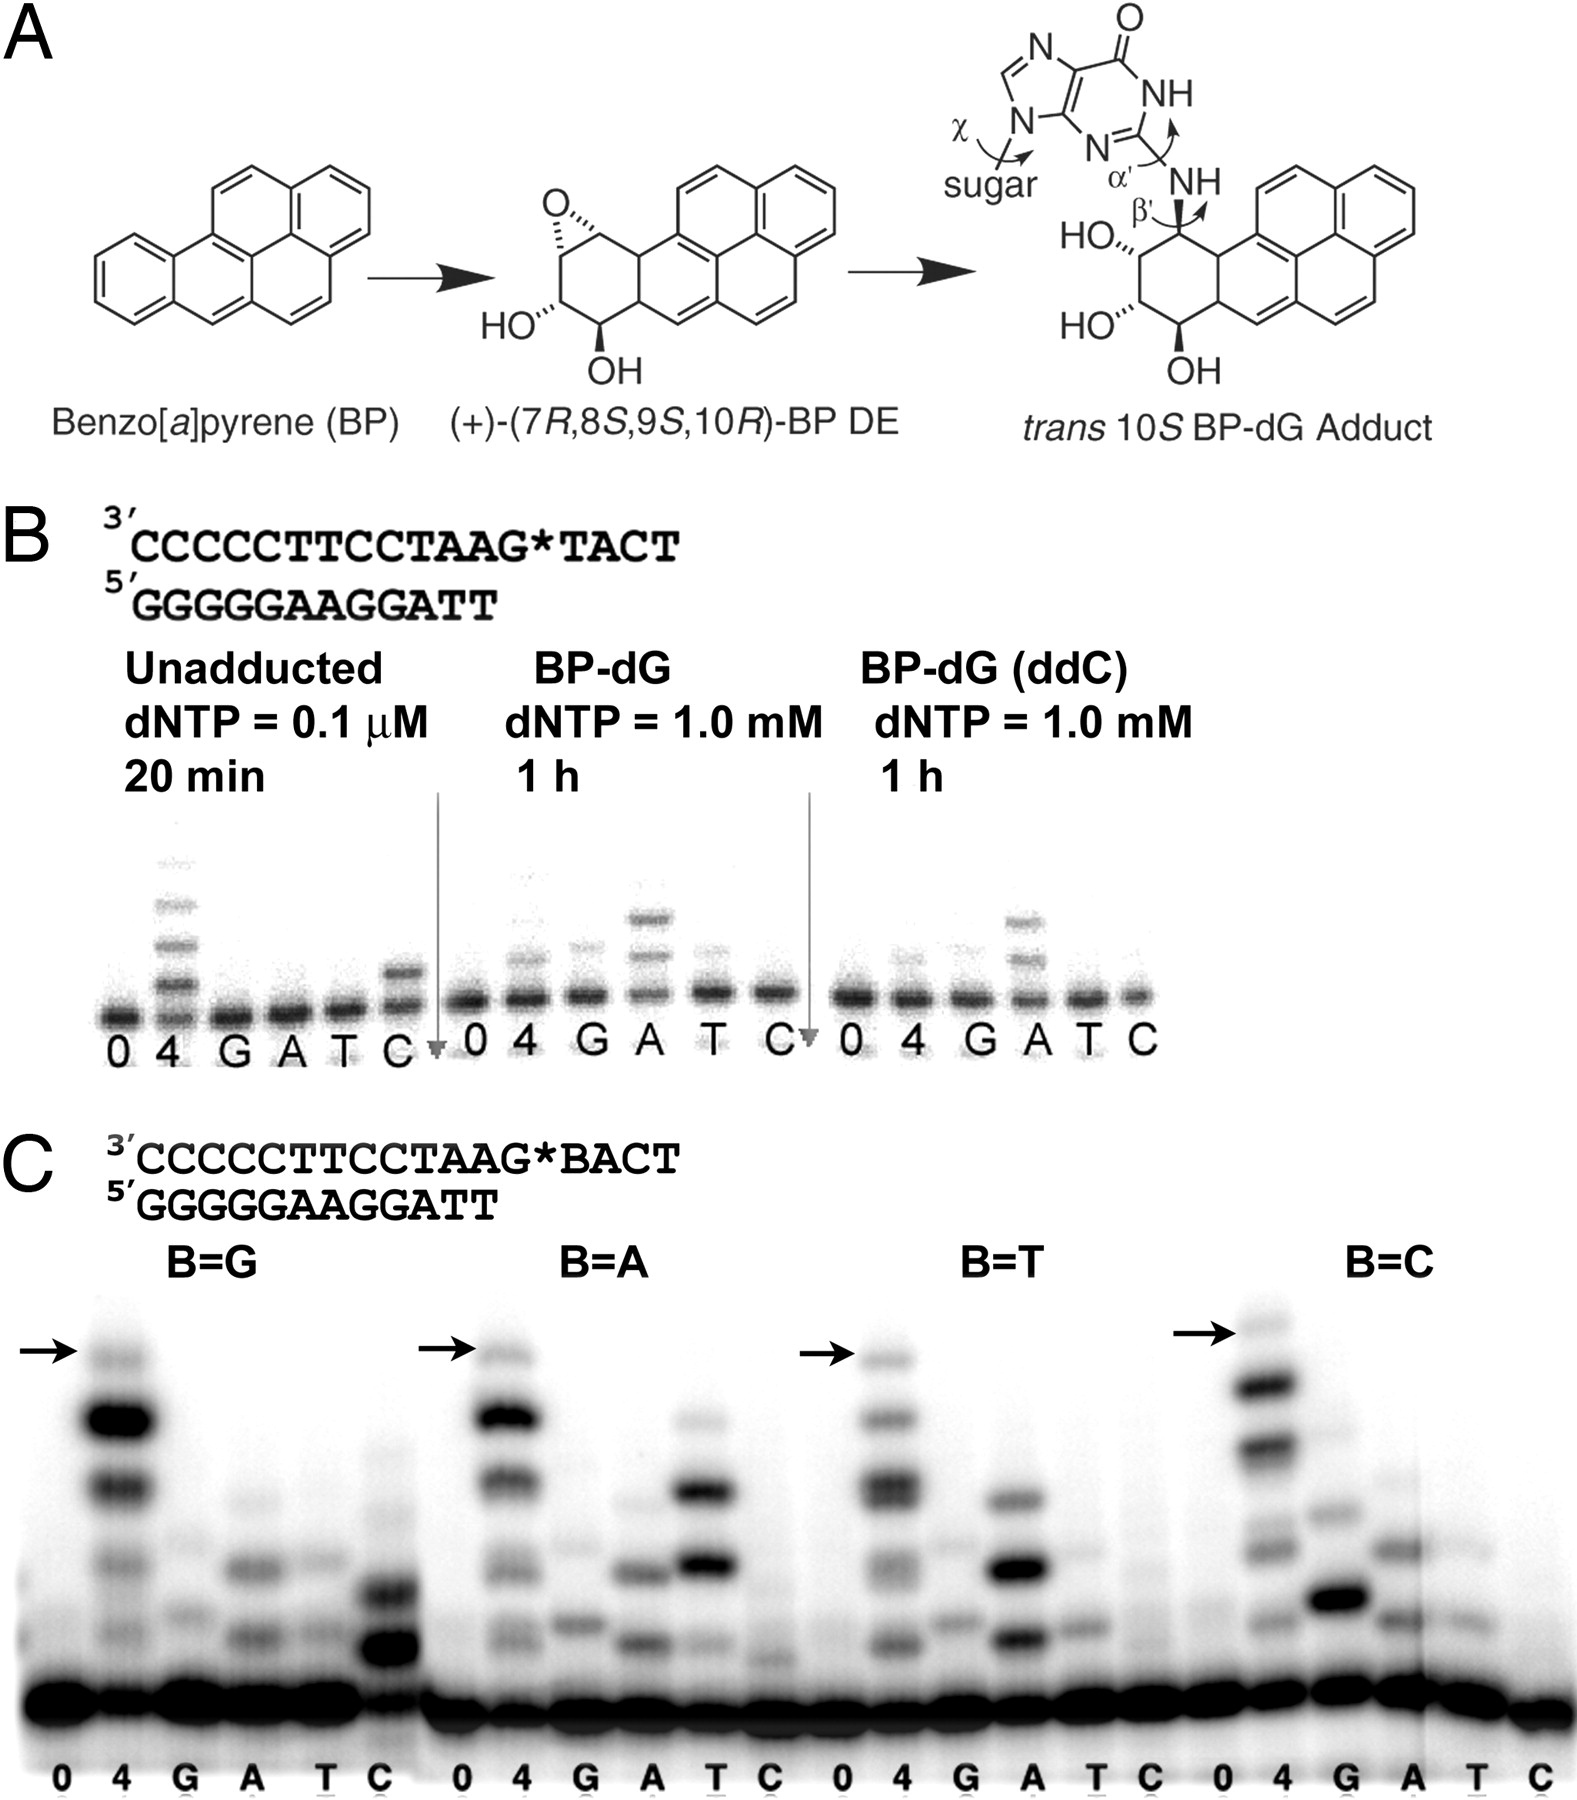 A
O
N
NH
N
N
χ
sugar
α'
NH
β'
O
HO
OH
HO
HO
OH
Benzo[a]pyrene (BP)
(+)-(7R,8S,9S,10R)-BP DE
trans 10S BP-dG Adduct
B
3′CCCCCTTCCTAAG*TACT
5′GGGGGAAGGATT
Unadducted
dNTP = 0.1 μM
20 min
BP-dG
dNTP = 1.0 mM
1 h
BP-dG (ddC)
dNTP = 1.0 mM
1 h
0 4 G A T C 0 4 G A T C 0 4 G A T C
C
3′CCCCCTTCCTAAG*BACT
5′GGGGGAAGGATT
B=G B=A B=T B=C
0 4 G A T C 0 4 G A T C 0 4 G A T C 0 4 G A T C